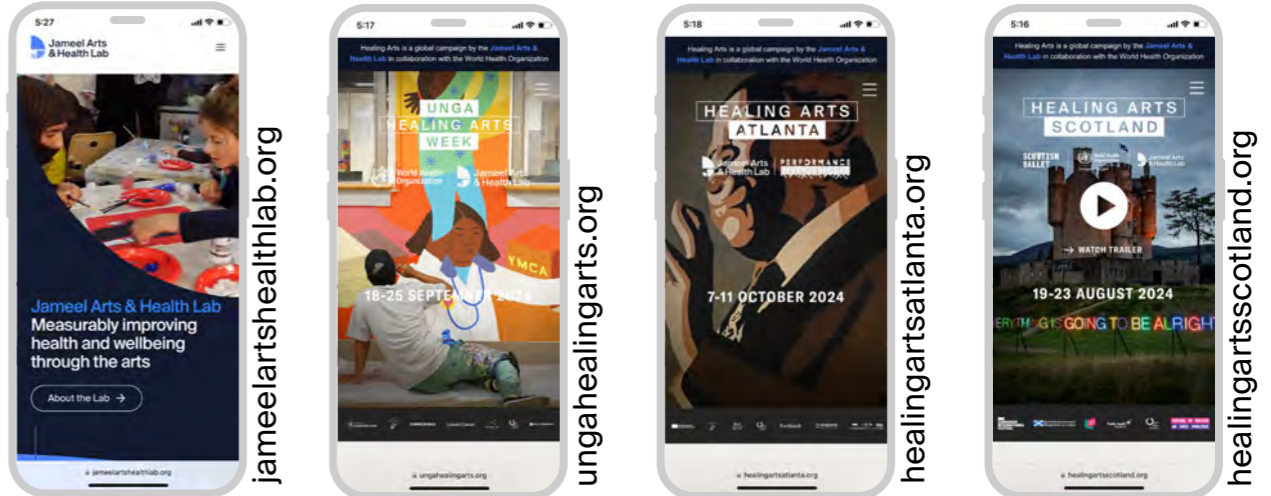 5:27
Jameel Arts
& Health Lab
Jameel Arts & Health Lab
Measurably improving
health and wellbeing
through the arts
About the Lab →
jameelartshealthlab.org
jameelartshealthlab.org
5:17
Healing Arts is a global campaign by the Jameel Arts &
Health Lab in collaboration with the World Health Organization
UNGA
HEALING ARTS
WEEK
World Health
Organization
Jameel Arts
& Health Lab
YMCA
18-25 SEPTEMBER 2024
ungahealingarts.org
ungahealingarts.org
5:18
Healing Arts is a global campaign by the Jameel Arts &
Health Lab in collaboration with the World Health Organization
HEALING ARTS
ATLANTA
Jameel Arts
& Health Lab
PERFORMANCE
7-11 OCTOBER 2024
healingartsatlanta.org
healingartsatlanta.org
5:16
Healing Arts is a global campaign by the Jameel Arts &
Health Lab in collaboration with the World Health Organization
HEALING ARTS
SCOTLAND
SCOTTISH
BALLET
World Health
Organization
Jameel Arts
& Health Lab
→ WATCH TRAILER
19-23 AUGUST 2024
ERYTHING IS GOING TO BE ALRIGHT
healingartsscotland.org
healingartsscotland.org